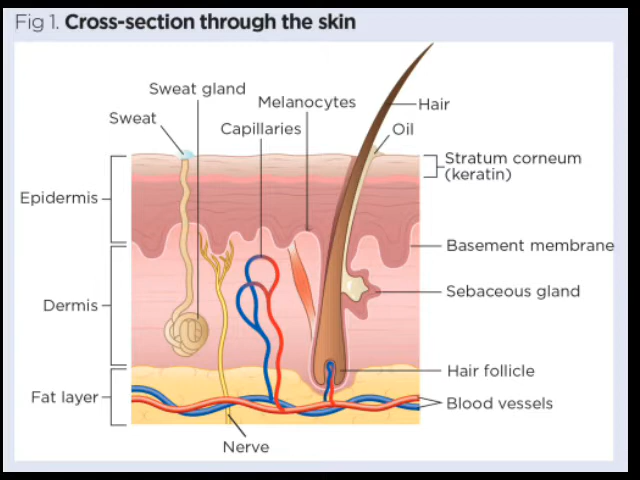 Fig 1. Cross-section through the skin
Sweat gland
Melanocytes
Hair
Sweat
Capillaries
Oil
Stratum corneum
(keratin)
Epidermis
Basement membrane
Sebaceous gland
Dermis
Hair follicle
Fat layer
Blood vessels
Nerve